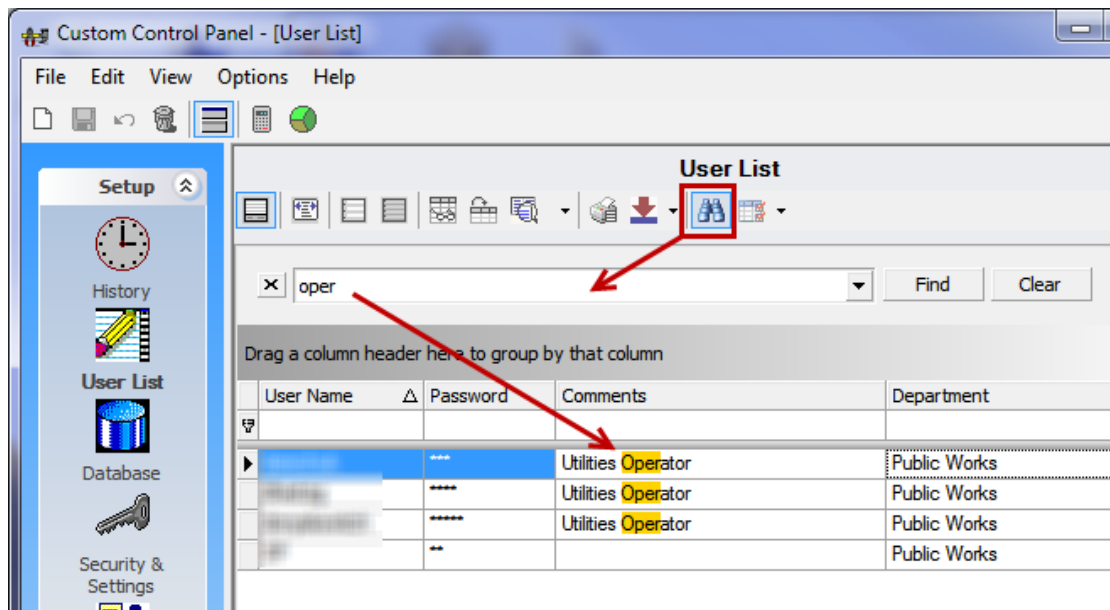 Custom Control Panel - [User List]
File Edit View Options Help
User List
Setup
History
User List
Database
Security &
Settings
oper
Find Clear
Drag a column header here to group by that column
User Name Password Comments Department
*** Utilities Operator Public Works
**** Utilities Operator Public Works
***** Utilities Operator Public Works
** Public Works